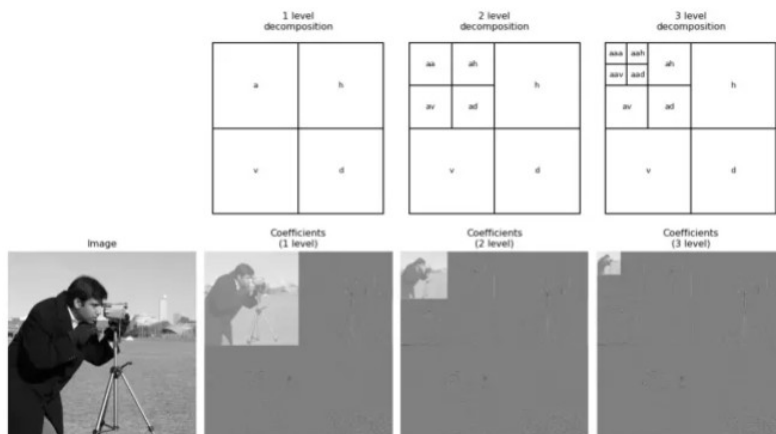 1 level
decomposition
2 level
decomposition
3 level
decomposition
a
h
v
d
aa
ah
av
ad
h
v
d
aaa
aah
aav
aad
ah
av
ad
h
v
d
Image
Coefficients
(1 level)
Coefficients
(2 level)
Coefficients
(3 level)